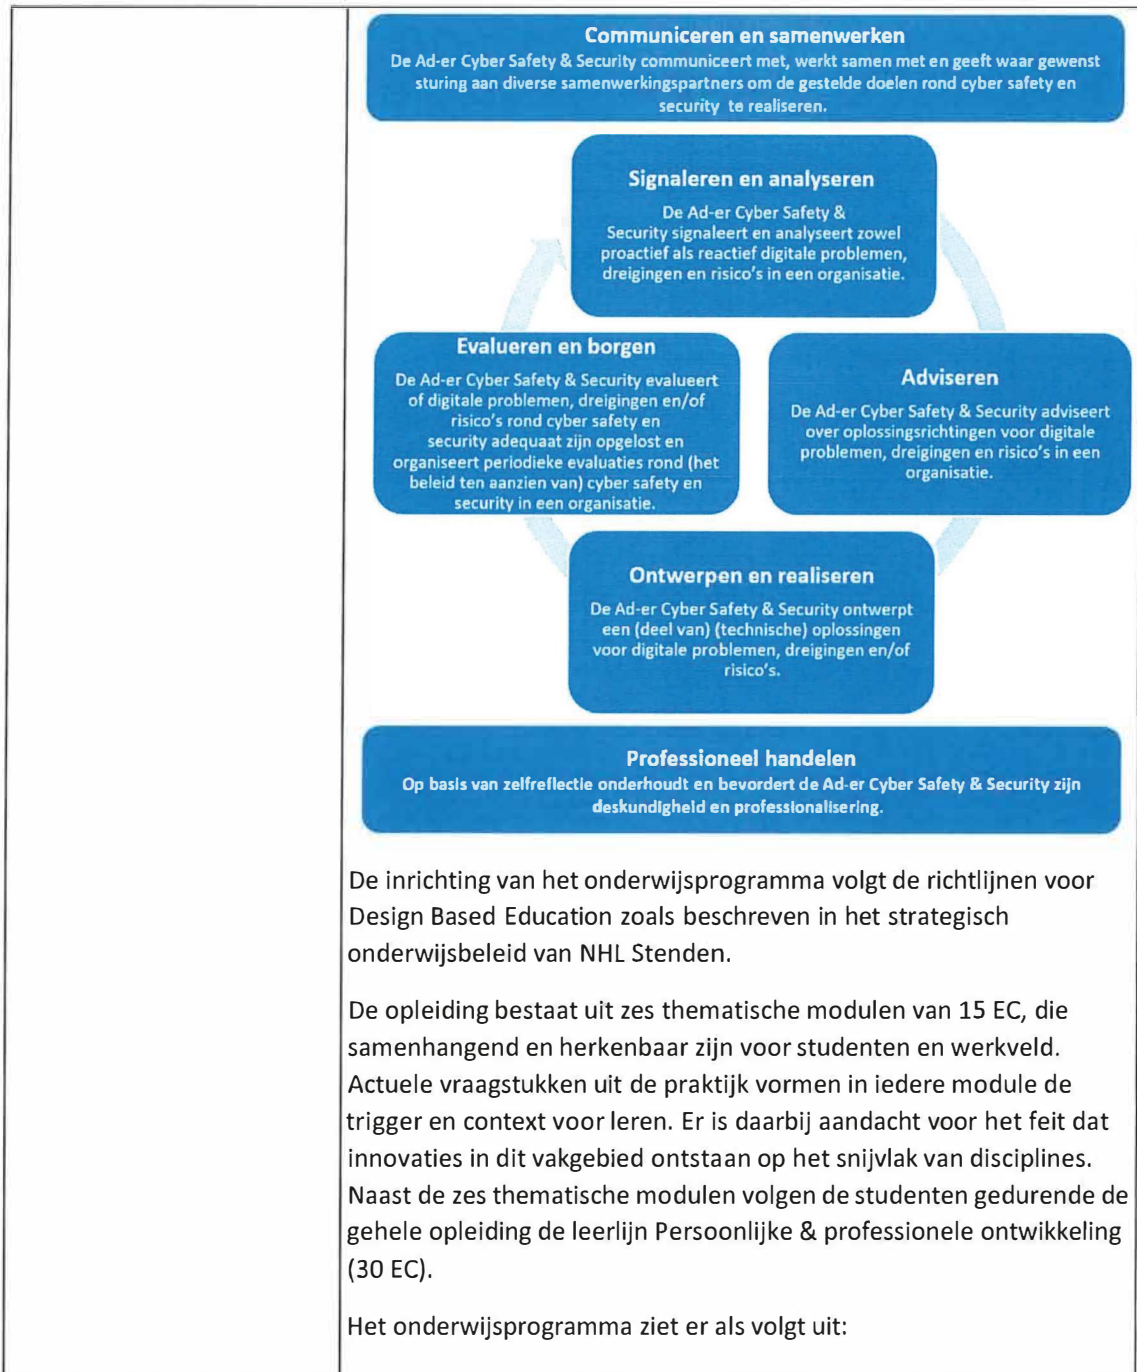 Communiceren en samenwerken
De Ad-er Cyber Safety & Security communiceert met, werkt samen met en geeft waar gewenst
sturing aan diverse samenwerkingspartners om de gestelde doelen rond cyber safety en
security te realiseren.
Signaleren en analyseren
De Ad-er Cyber Safety &
Security signaleert en analyseert zowel
proactief als reactief digitale problemen,
dreigingen en risico's in een organisatie.
Evalueren en borgen
De Ad-er Cyber Safety & Security evalueert
of digitale problemen, dreigingen en/of
risico's rond cyber safety en
security adequaat zijn opgelost en
organiseert periodieke evaluaties rond (het
beleid ten aanzien van) cyber safety en
security in een organisatie.
Adviseren
De Ad-er Cyber Safety & Security adviseert
over oplossingsrichtingen voor digitale
problemen, dreigingen en risico's in een
organisatie.
Ontwerpen en realiseren
De Ad-er Cyber Safety & Security ontwerpt
een (deel van) (technische) oplossingen
voor digitale problemen, dreigingen en/of
risico's.
Professioneel handelen
Op basis van zelfreflectie onderhoudt en bevordert de Ad-er Cyber Safety & Security zijn
deskundigheid en professionalisering.
De inrichting van het onderwijsprogramma volgt de richtlijnen voor
Design Based Education zoals beschreven in het strategisch
onderwijsbeleid van NHL Stenden.
De opleiding bestaat uit zes thematische modulen van 15 EC, die
samenhangend en herkenbaar zijn voor studenten en werkveld.
Actuele vraagstukken uit de praktijk vormen in iedere module de
trigger en context voor leren. Er is daarbij aandacht voor het feit dat
innovaties in dit vakgebied ontstaan op het snijvlak van disciplines.
Naast de zes thematische modulen volgen de studenten gedurende de
gehele opleiding de leerlijn Persoonlijke & professionele ontwikkeling
(30 EC).
Het onderwijsprogramma ziet er als volgt uit: